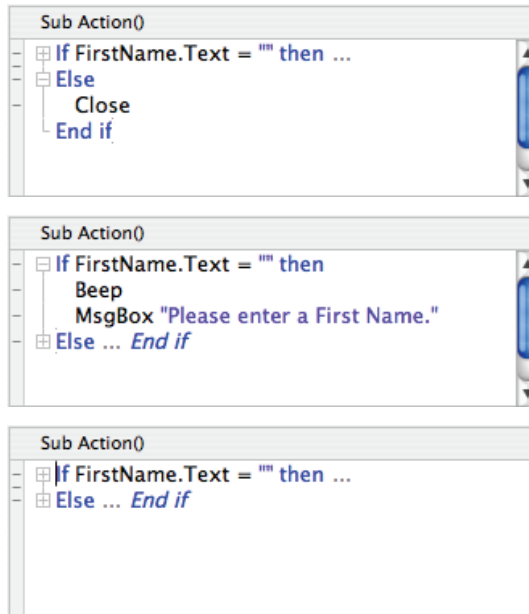 Sub Action()
If FirstName.Text = "" then ...
Else
Close
End if
Sub Action()
If FirstName.Text = "" then
Beep
MsgBox "Please enter a First Name."
Else ... End if
Sub Action()
If FirstName.Text = "" then ...
Else ... End if